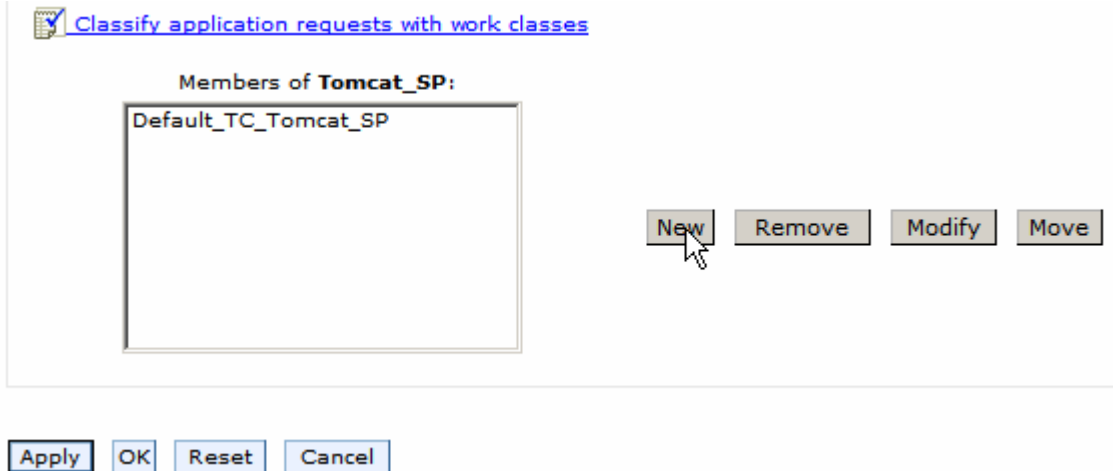 Classify application requests with work classes
Members of Tomcat_SP:
Default_TC_Tomcat_SP
New Remove Modify Move
Apply OK Reset Cancel